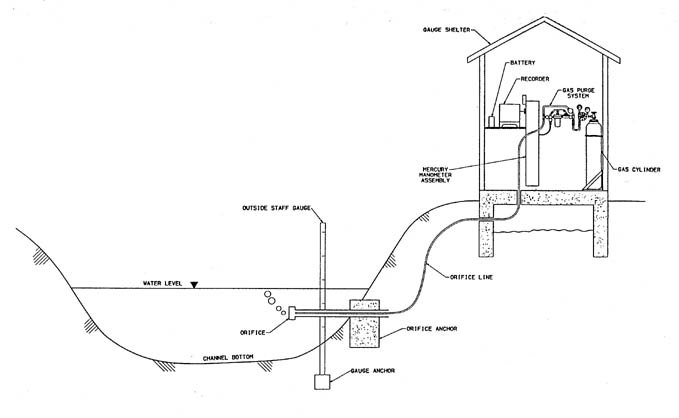 GAUGE SHELTER
BATTERY
RECORDER
GAS PURGE
SYSTEM
MERCURY
MANOMETER
ASSEMBLY
GAS CYLINDER
OUTSIDE STAFF GAUGE
WATER LEVEL
ORIFICE LINE
ORIFICE
ORIFICE ANCHOR
CHANNEL BOTTOM
GAUGE ANCHOR